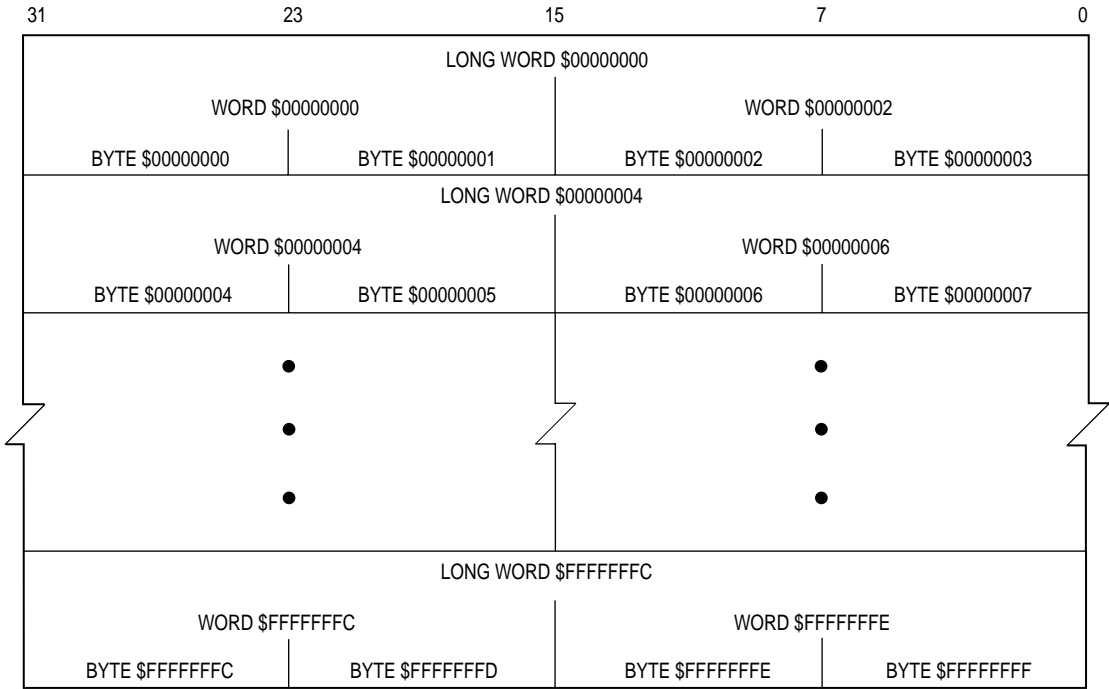 31 23 15 7 0
LONG WORD $00000000
WORD $00000000 WORD $00000002
BYTE $00000000 BYTE $00000001 BYTE $00000002 BYTE $00000003
LONG WORD $00000004
WORD $00000004 WORD $00000006
BYTE $00000004 BYTE $00000005 BYTE $00000006 BYTE $00000007
LONG WORD $FFFFFFFC
WORD $FFFFFFFC WORD $FFFFFFFE
BYTE $FFFFFFFC BYTE $FFFFFFFD BYTE $FFFFFFFE BYTE $FFFFFFFF